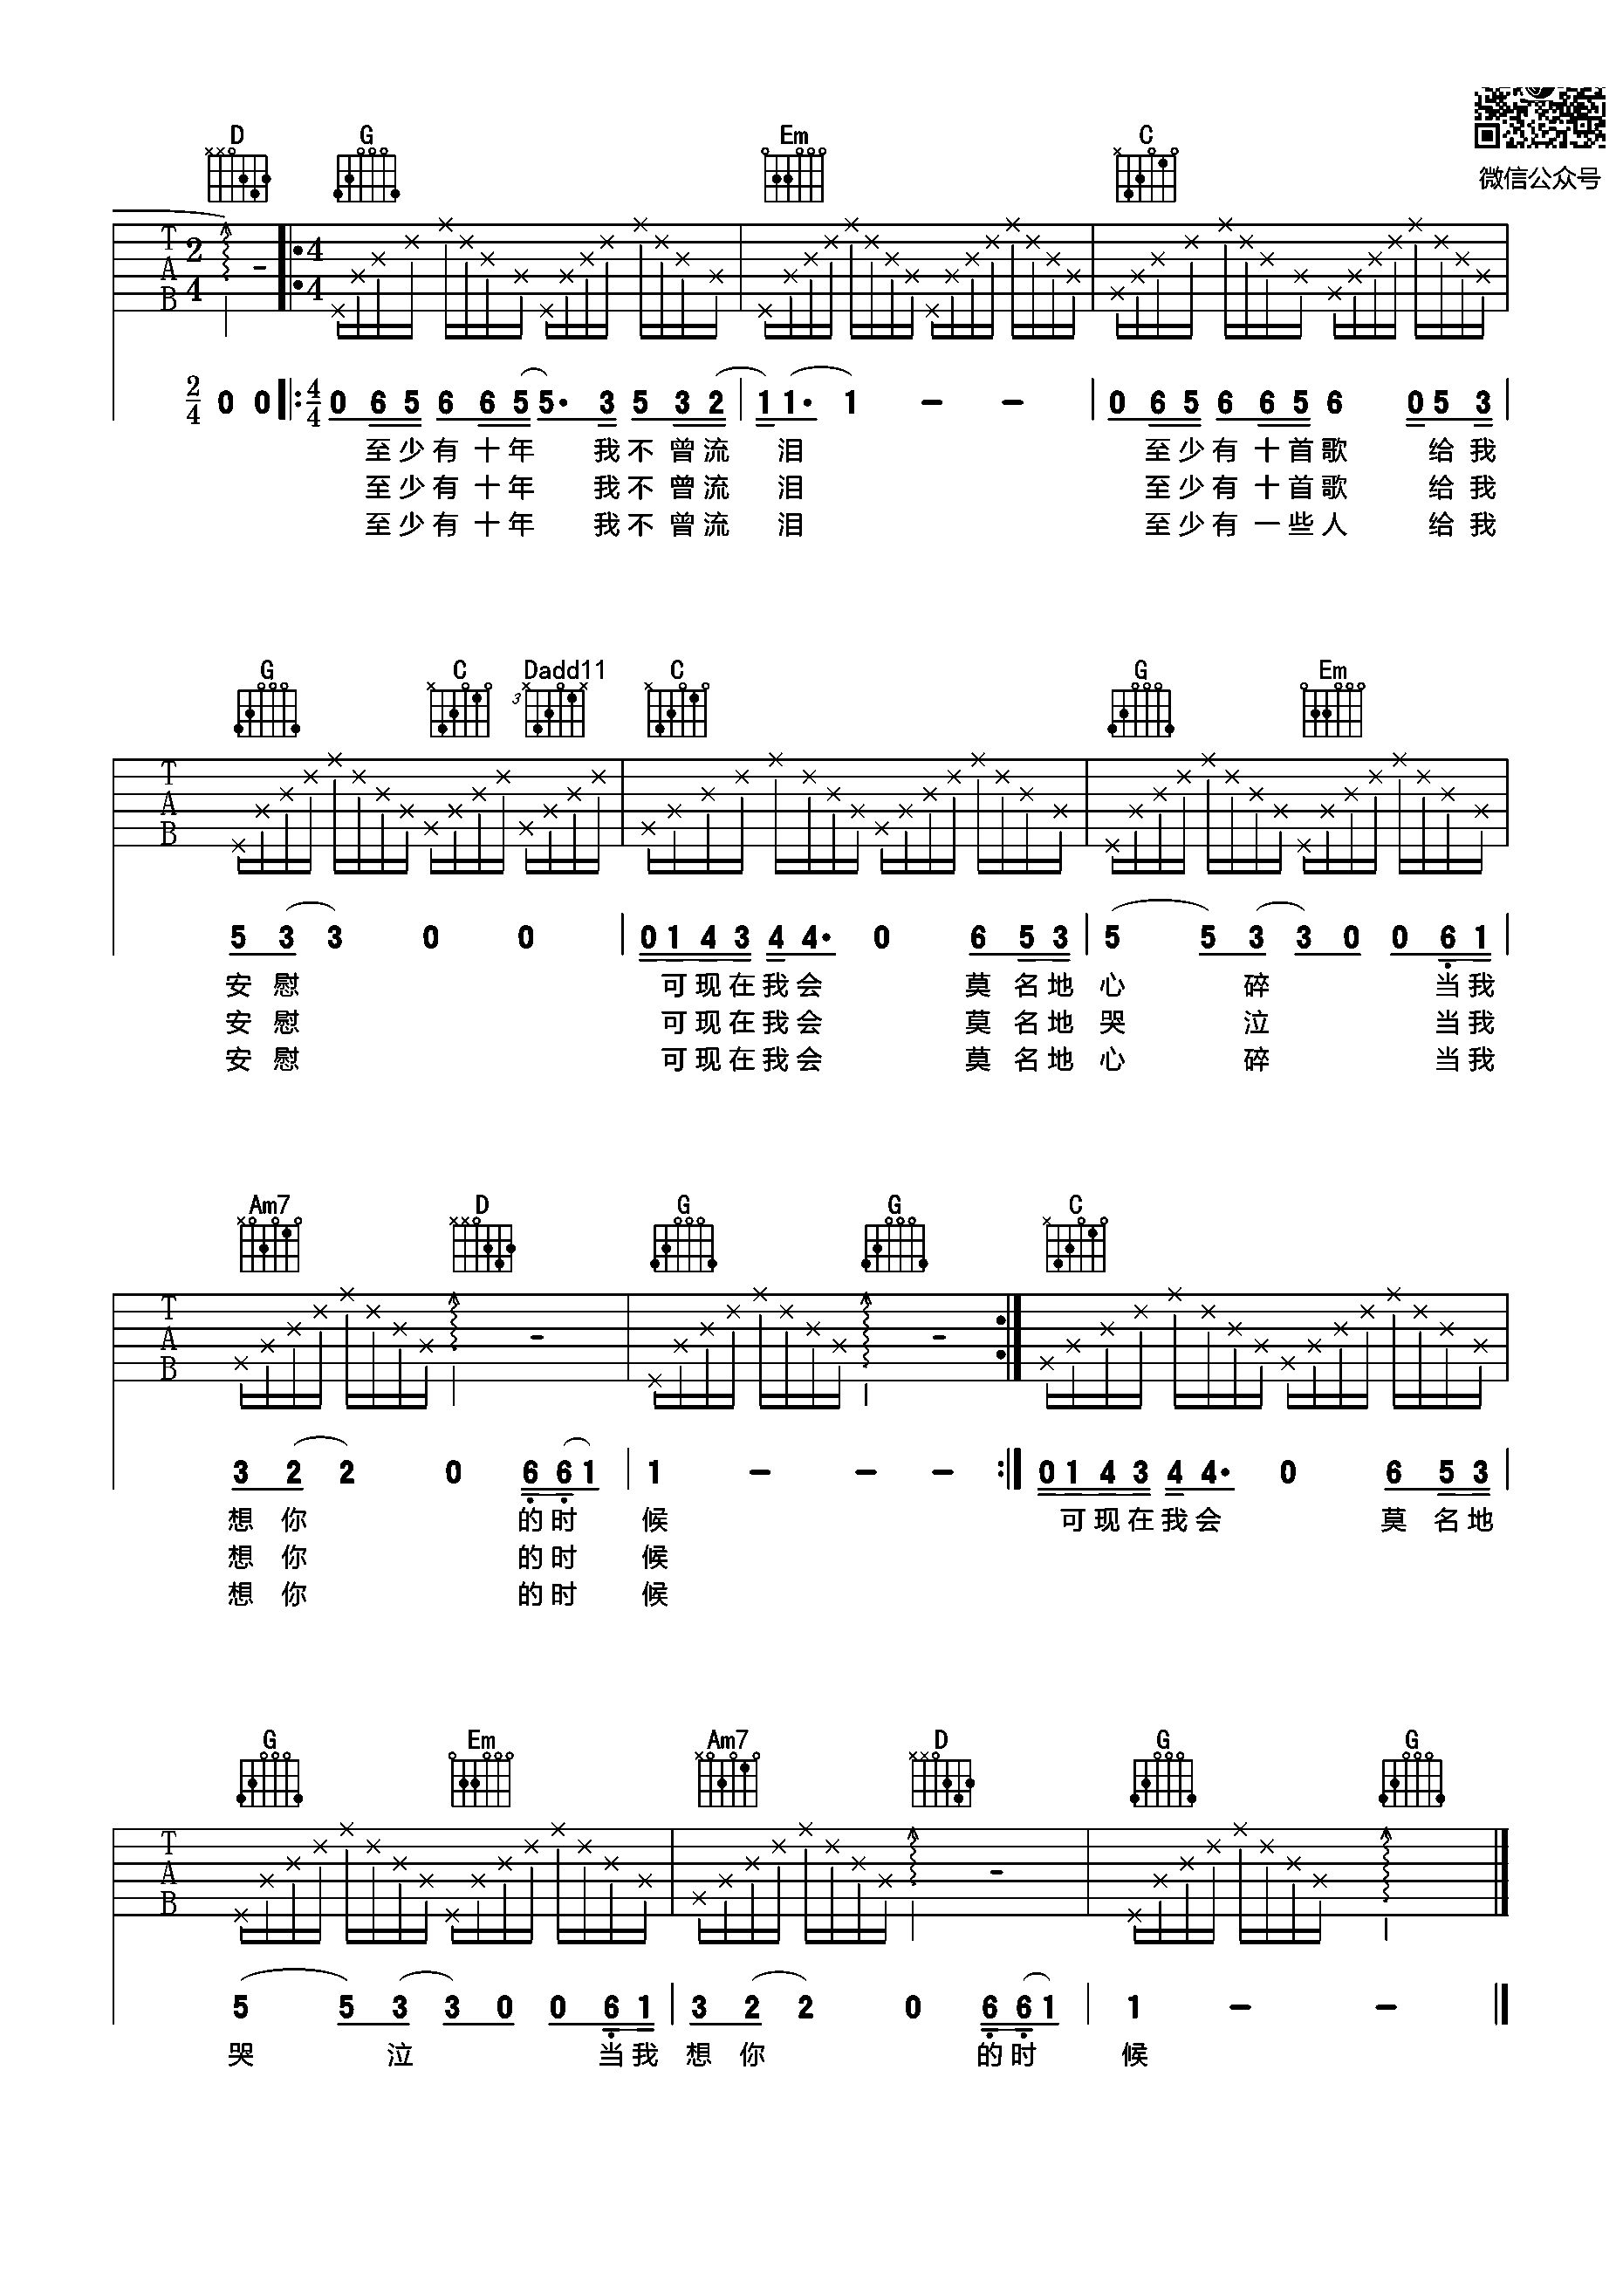 微信公众号
D G Em C
T A B 2 4 4 4
2/4 0 0 4/4 0 6 5 6 6 5 5· 3 5 3 2 1 1· 1 – – 0 6 5 6 6 5 6 0 5 3
至少有十年 我不曾流 泪 至少有十首歌 给我
至少有十年 我不曾流 泪 至少有十首歌 给我
至少有十年 我不曾流 泪 至少有一些人 给我
G C Dadd11 C G Em
3
T A B
5 3 3 0 0 0 1 4 3 4 4· 0 6 5 3 5 5 3 3 0 0 6 1
安慰 可现在我会 莫名地心 碎 当我
安慰 可现在我会 莫名地哭 泣 当我
安慰 可现在我会 莫名地心 碎 当我
Am7 D G G C
T A B
3 2 2 0 6 6 1 1 – – – 0 1 4 3 4 4· 0 6 5 3
想你 的时 候 可现在我会 莫名地
想你 的时 候
想你 的时 候
G Em Am7 D G G
T A B
5 5 3 3 0 0 6 1 3 2 2 0 6 6 1 1 – –
哭 泣 当我 想你 的时 候